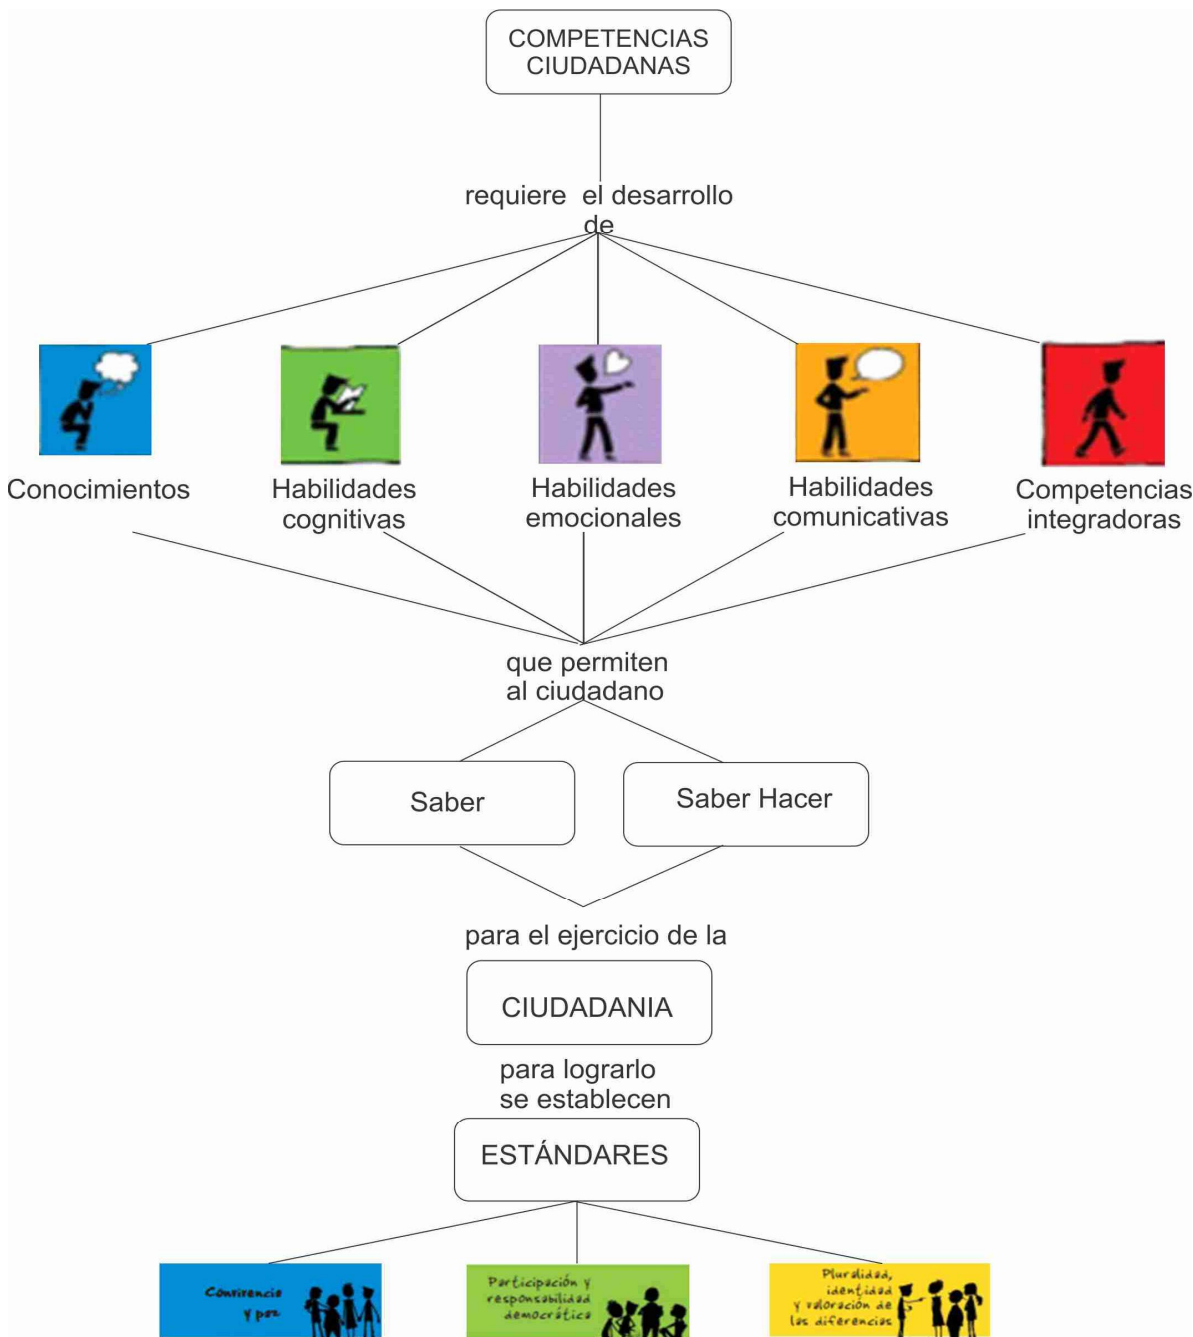 COMPETENCIAS
CIUDADANAS
requiere el desarrollo
de
Conocimientos
Habilidades
cognitivas
Habilidades
emocionales
Habilidades
comunicativas
Competencias
integradoras
que permiten
al ciudadano
Saber
Saber Hacer
para el ejercicio de la
CIUDADANIA
para lograrlo
se establecen
ESTÁNDARES
Convivencia
y paz
Participación y
responsabilidad
democrática
Pluralidad,
identidad
y valoración de
las diferencias